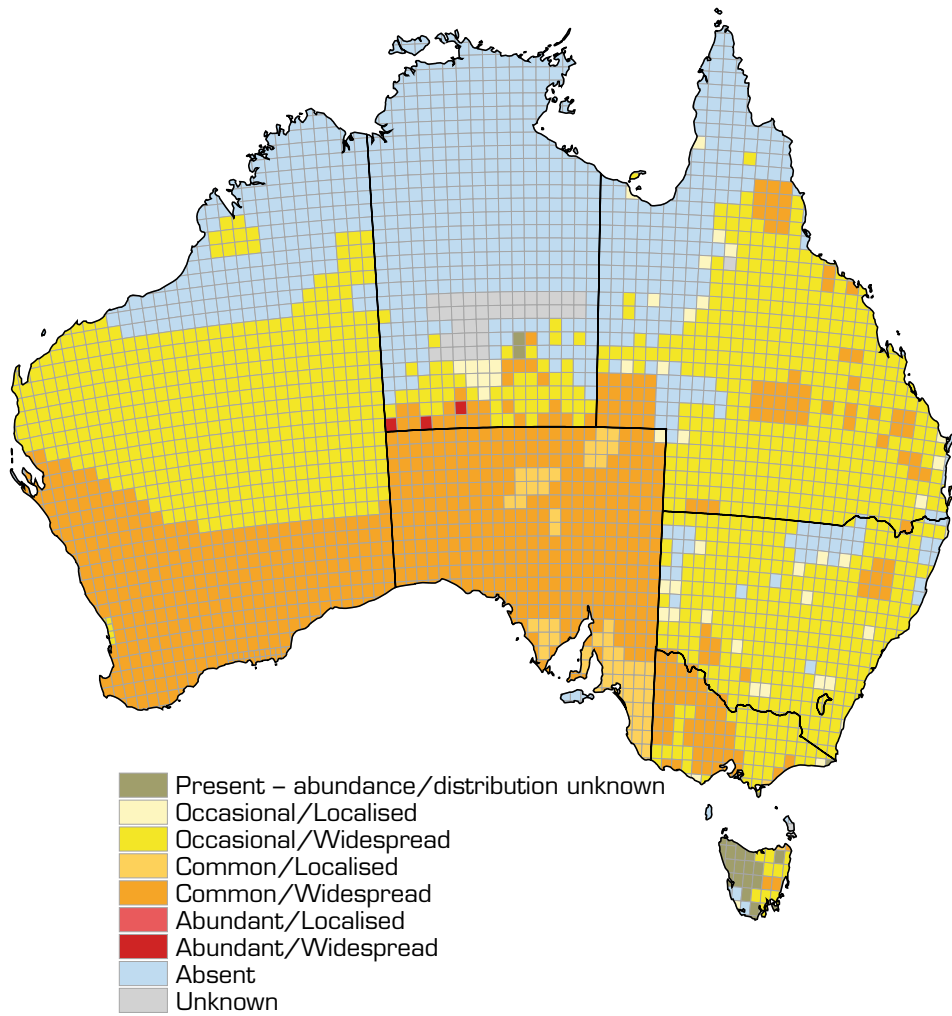 Present – abundance/distribution unknown
Occasional/Localised
Occasional/Widespread
Common/Localised
Common/Widespread
Abundant/Localised
Abundant/Widespread
Absent
Unknown